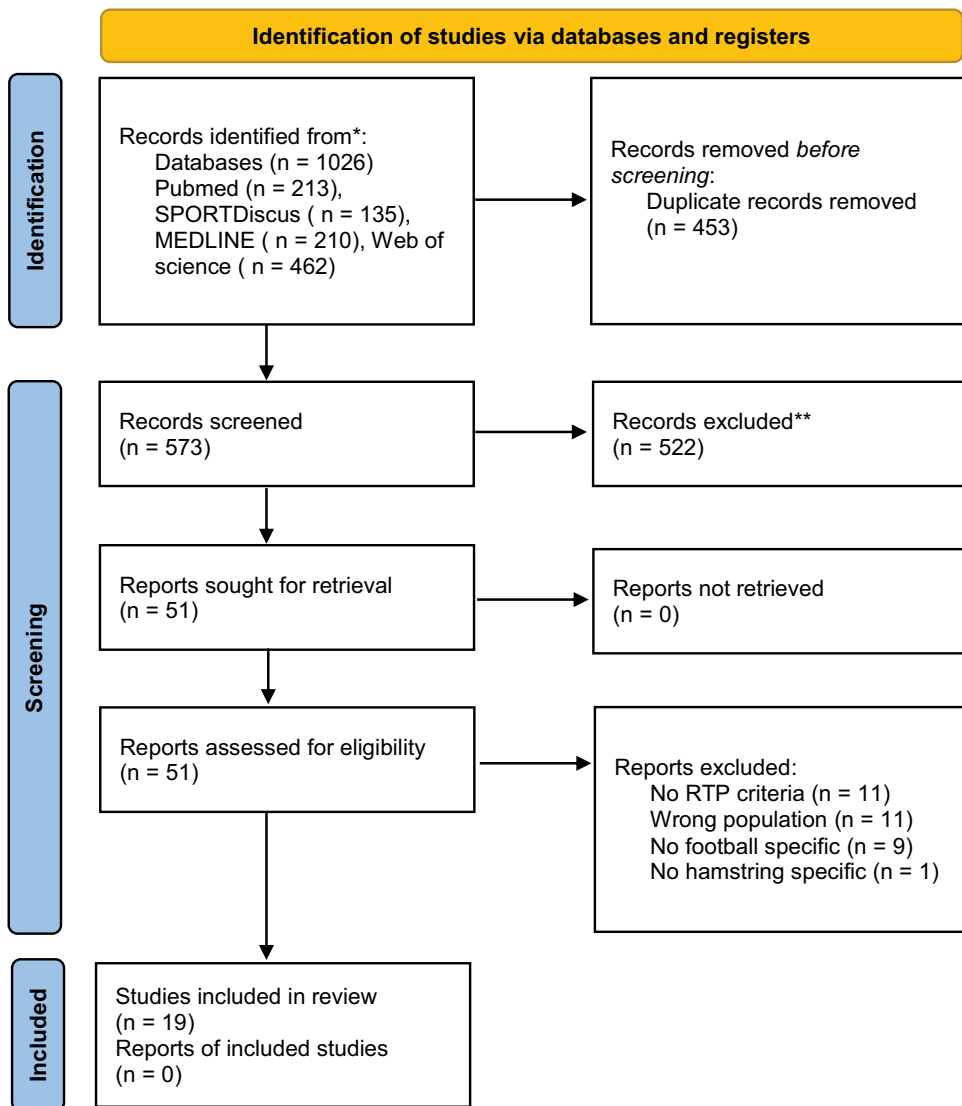 Identification of studies via databases and registers
Identification
Records identified from*:
Databases (n = 1026)
Pubmed (n = 213),
SPORTDiscus ( n = 135),
MEDLINE ( n = 210), Web of
science ( n = 462)
Records removed before
screening:
Duplicate records removed
(n = 453)
Screening
Records screened
(n = 573)
Records excluded**
(n = 522)
Reports sought for retrieval
(n = 51)
Reports not retrieved
(n = 0)
Reports assessed for eligibility
(n = 51)
Reports excluded:
No RTP criteria (n = 11)
Wrong population (n = 11)
No football specific (n = 9)
No hamstring specific (n = 1)
Included
Studies included in review
(n = 19)
Reports of included studies
(n = 0)